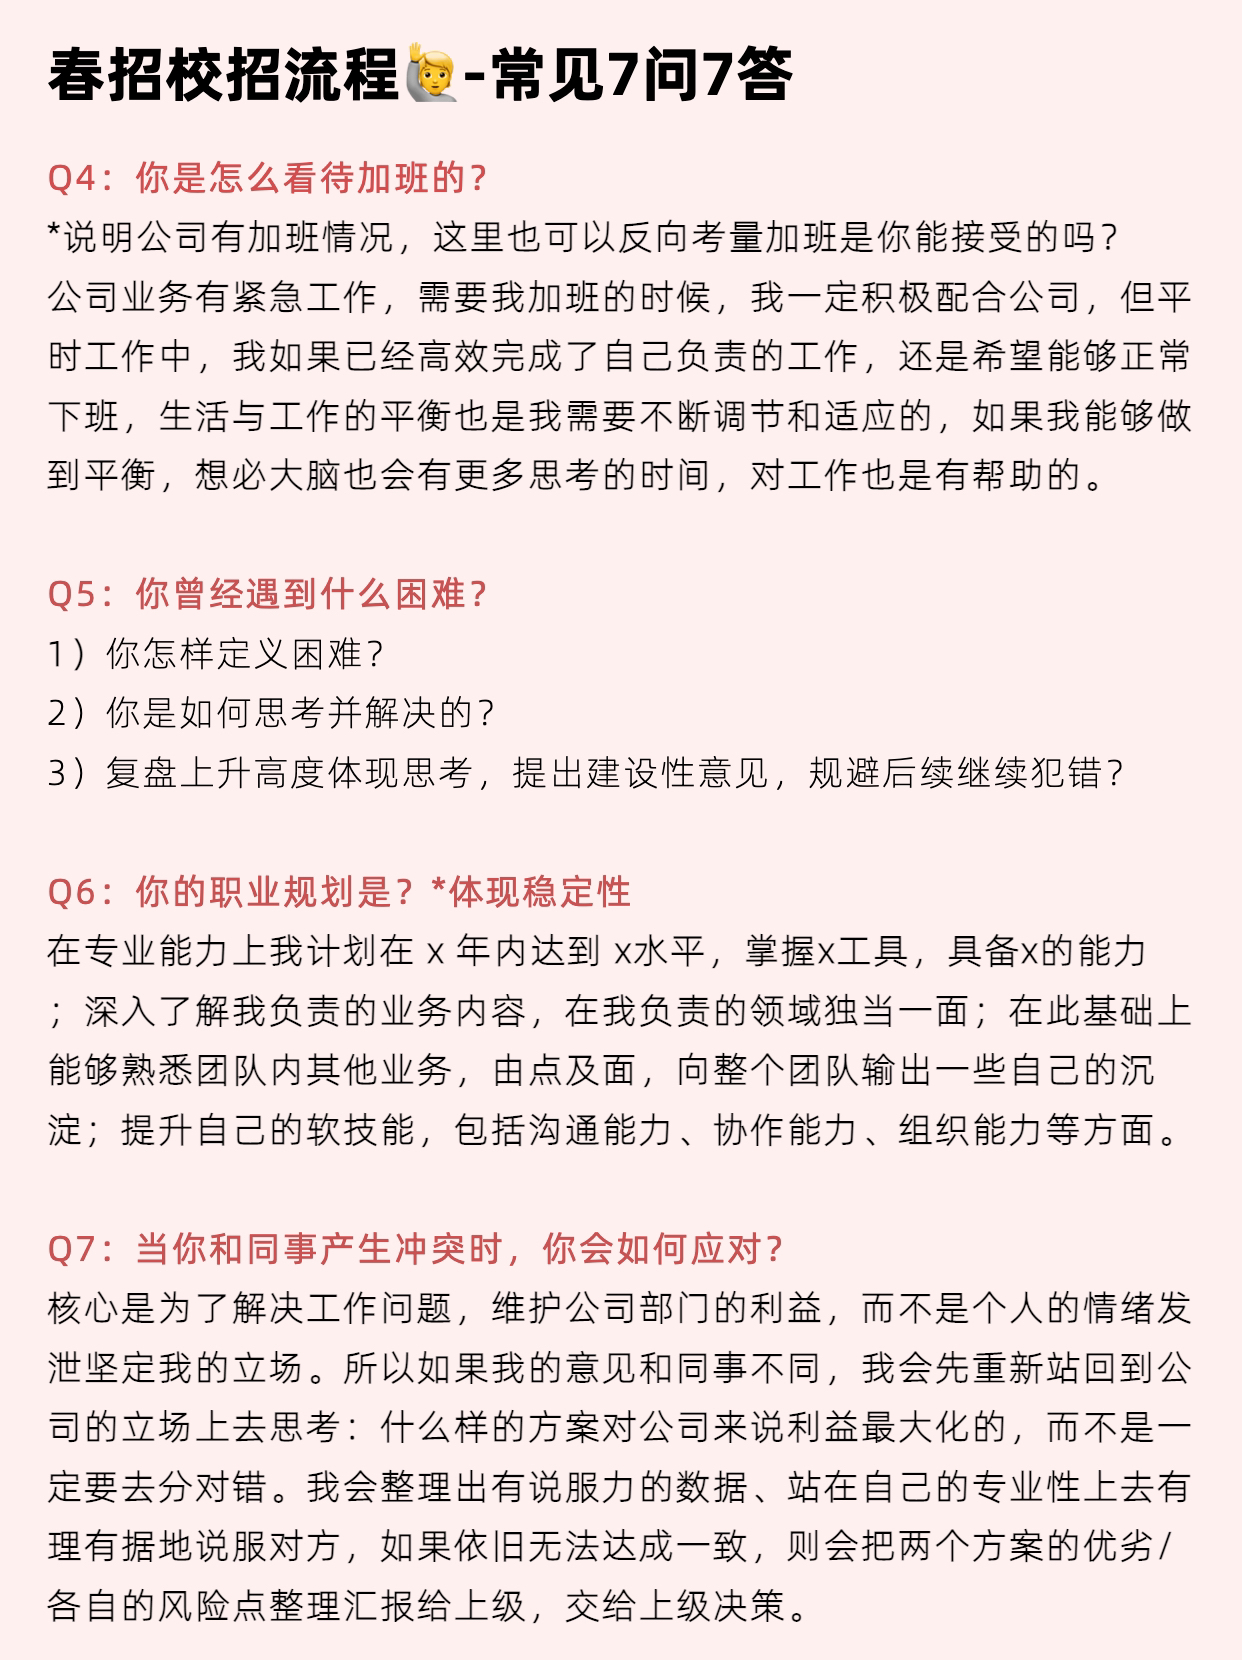 春招校招流程🙋-常见7问7答
Q4：你是怎么看待加班的？
*说明公司有加班情况，这里也可以反向考量加班是你能接受的吗？
公司业务有紧急工作，需要我加班的时候，我一定积极配合公司，但平
时工作中，我如果已经高效完成了自己负责的工作，还是希望能够正常
下班，生活与工作的平衡也是我需要不断调节和适应的，如果我能够做
到平衡，想必大脑也会有更多思考的时间，对工作也是有帮助的。
Q5：你曾经遇到什么困难？
1）你怎样定义困难？
2）你是如何思考并解决的？
3）复盘上升高度体现思考，提出建设性意见，规避后续继续犯错？
Q6：你的职业规划是？*体现稳定性
在专业能力上我计划在 x 年内达到 x水平，掌握x工具，具备x的能力
；深入了解我负责的业务内容，在我负责的领域独当一面；在此基础上
能够熟悉团队内其他业务，由点及面，向整个团队输出一些自己的沉
淀；提升自己的软技能，包括沟通能力、协作能力、组织能力等方面。
Q7：当你和同事产生冲突时，你会如何应对？
核心是为了解决工作问题，维护公司部门的利益，而不是个人的情绪发
泄坚定我的立场。所以如果我的意见和同事不同，我会先重新站回到公
司的立场上去思考：什么样的方案对公司来说利益最大化的，而不是一
定要去分对错。我会整理出有说服力的数据、站在自己的专业性上去有
理有据地说服对方，如果依旧无法达成一致，则会把两个方案的优劣/
各自的风险点整理汇报给上级，交给上级决策。